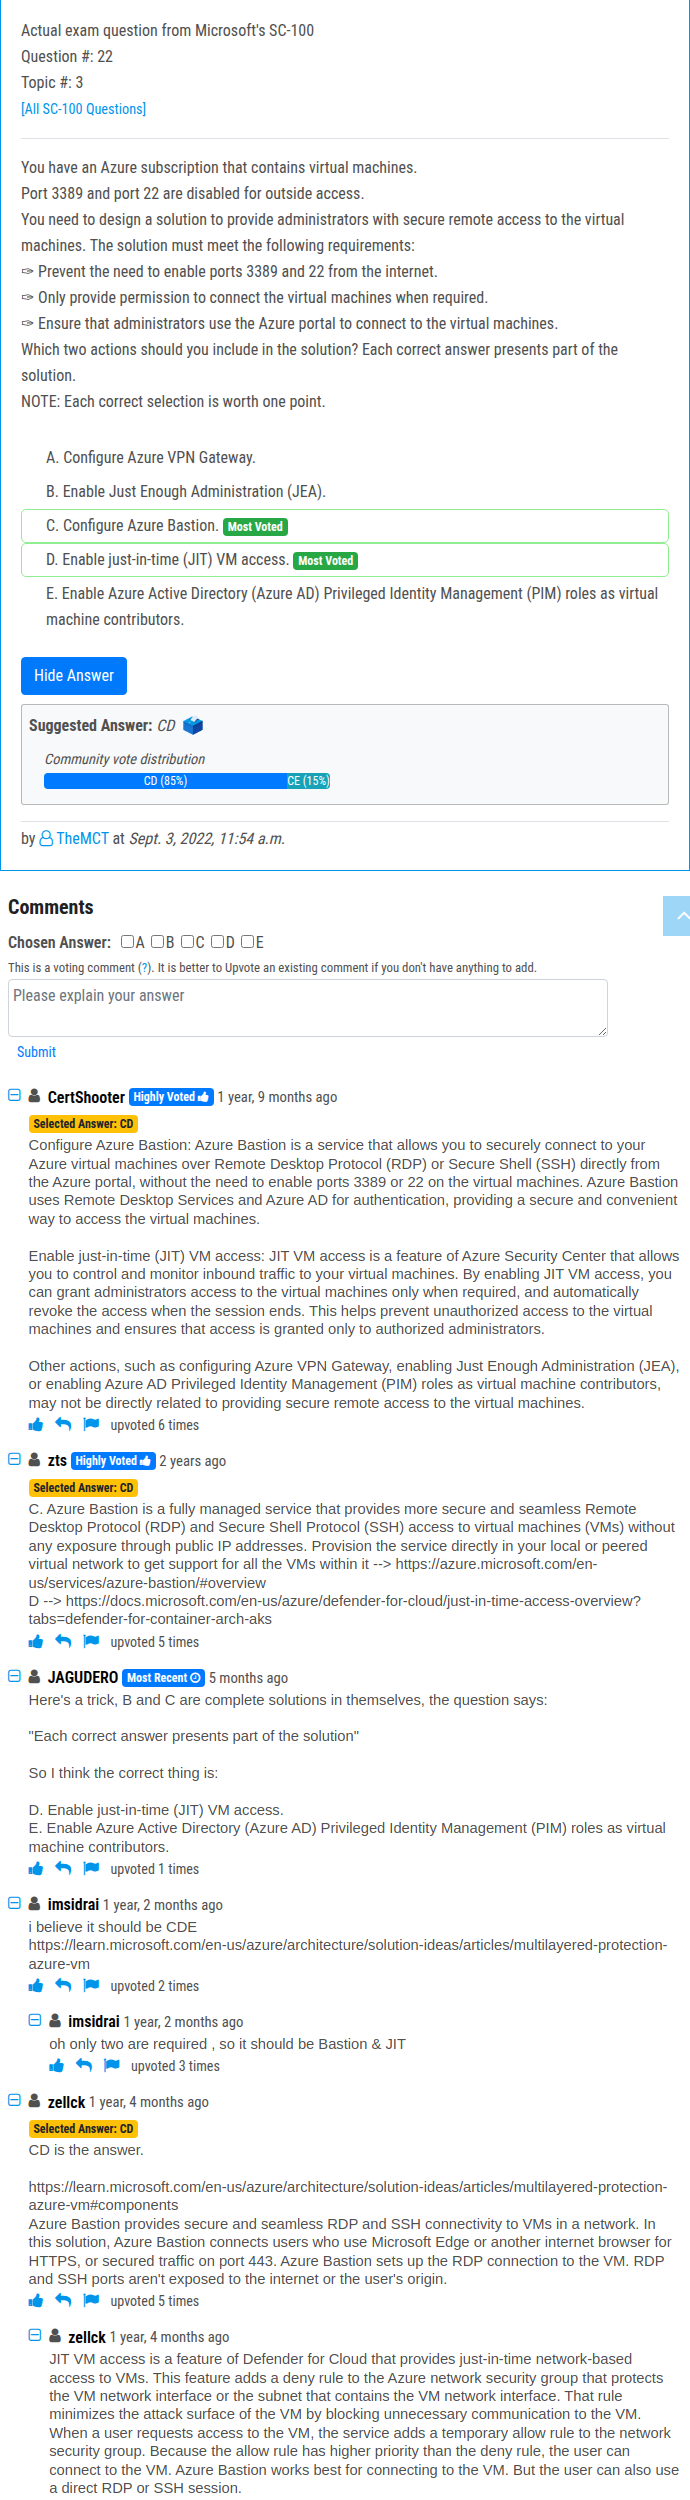 Actual exam question from Microsoft's SC-100
Question #: 22
Topic #: 3
[All SC-100 Questions]
You have an Azure subscription that contains virtual machines.
Port 3389 and port 22 are disabled for outside access.
You need to design a solution to provide administrators with secure remote access to the virtual
machines. The solution must meet the following requirements:
✑ Prevent the need to enable ports 3389 and 22 from the internet.
✑ Only provide permission to connect the virtual machines when required.
✑ Ensure that administrators use the Azure portal to connect to the virtual machines.
Which two actions should you include in the solution? Each correct answer presents part of the
solution.
NOTE: Each correct selection is worth one point.
A. Configure Azure VPN Gateway.
B. Enable Just Enough Administration (JEA).
C. Configure Azure Bastion. Most Voted
D. Enable just-in-time (JIT) VM access. Most Voted
E. Enable Azure Active Directory (Azure AD) Privileged Identity Management (PIM) roles as virtual
machine contributors.
Hide Answer
Suggested Answer: CD
Community vote distribution
CD (85%) CE (15%)
by TheMCT at Sept. 3, 2022, 11:54 a.m.
Comments
Chosen Answer: A B C D E
This is a voting comment (?). It is better to Upvote an existing comment if you don't have anything to add.
Please explain your answer
Submit
CertShooter Highly Voted 1 year, 9 months ago
Selected Answer: CD
Configure Azure Bastion: Azure Bastion is a service that allows you to securely connect to your
Azure virtual machines over Remote Desktop Protocol (RDP) or Secure Shell (SSH) directly from
the Azure portal, without the need to enable ports 3389 or 22 on the virtual machines. Azure Bastion
uses Remote Desktop Services and Azure AD for authentication, providing a secure and convenient
way to access the virtual machines.
Enable just-in-time (JIT) VM access: JIT VM access is a feature of Azure Security Center that allows
you to control and monitor inbound traffic to your virtual machines. By enabling JIT VM access, you
can grant administrators access to the virtual machines only when required, and automatically
revoke the access when the session ends. This helps prevent unauthorized access to the virtual
machines and ensures that access is granted only to authorized administrators.
Other actions, such as configuring Azure VPN Gateway, enabling Just Enough Administration (JEA),
or enabling Azure AD Privileged Identity Management (PIM) roles as virtual machine contributors,
may not be directly related to providing secure remote access to the virtual machines.
upvoted 6 times
zts Highly Voted 2 years ago
Selected Answer: CD
C. Azure Bastion is a fully managed service that provides more secure and seamless Remote
Desktop Protocol (RDP) and Secure Shell Protocol (SSH) access to virtual machines (VMs) without
any exposure through public IP addresses. Provision the service directly in your local or peered
virtual network to get support for all the VMs within it --> https://azure.microsoft.com/en-
us/services/azure-bastion/#overview
D --> https://docs.microsoft.com/en-us/azure/defender-for-cloud/just-in-time-access-overview?
tabs=defender-for-container-arch-aks
upvoted 5 times
JAGUDERO Most Recent 5 months ago
Here's a trick, B and C are complete solutions in themselves, the question says:
"Each correct answer presents part of the solution"
So I think the correct thing is:
D. Enable just-in-time (JIT) VM access.
E. Enable Azure Active Directory (Azure AD) Privileged Identity Management (PIM) roles as virtual
machine contributors.
upvoted 1 times
imsidrai 1 year, 2 months ago
i believe it should be CDE
https://learn.microsoft.com/en-us/azure/architecture/solution-ideas/articles/multilayered-protection-
azure-vm
upvoted 2 times
imsidrai 1 year, 2 months ago
oh only two are required , so it should be Bastion & JIT
upvoted 3 times
zellck 1 year, 4 months ago
Selected Answer: CD
CD is the answer.
https://learn.microsoft.com/en-us/azure/architecture/solution-ideas/articles/multilayered-protection-
azure-vm#components
Azure Bastion provides secure and seamless RDP and SSH connectivity to VMs in a network. In
this solution, Azure Bastion connects users who use Microsoft Edge or another internet browser for
HTTPS, or secured traffic on port 443. Azure Bastion sets up the RDP connection to the VM. RDP
and SSH ports aren't exposed to the internet or the user's origin.
upvoted 5 times
zellck 1 year, 4 months ago
JIT VM access is a feature of Defender for Cloud that provides just-in-time network-based
access to VMs. This feature adds a deny rule to the Azure network security group that protects
the VM network interface or the subnet that contains the VM network interface. That rule
minimizes the attack surface of the VM by blocking unnecessary communication to the VM.
When a user requests access to the VM, the service adds a temporary allow rule to the network
security group. Because the allow rule has higher priority than the deny rule, the user can
connect to the VM. Azure Bastion works best for connecting to the VM. But the user can also use
a direct RDP or SSH session.